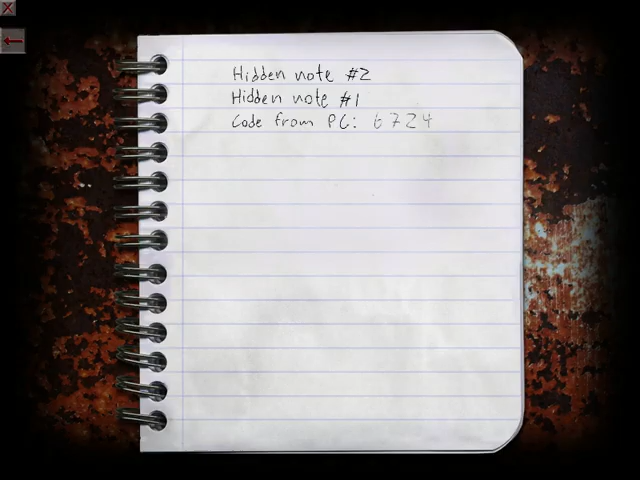 Hidden note #2
Hidden note #1
Code from PC: 6724